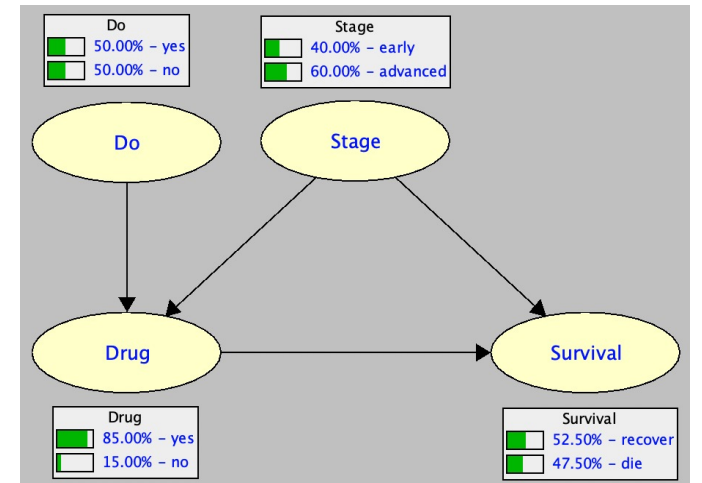 Do
50.00% – yes
50.00% – no
Stage
40.00% – early
60.00% – advanced
Do
Stage
Drug
Survival
Drug
85.00% – yes
15.00% – no
Survival
52.50% – recover
47.50% – die